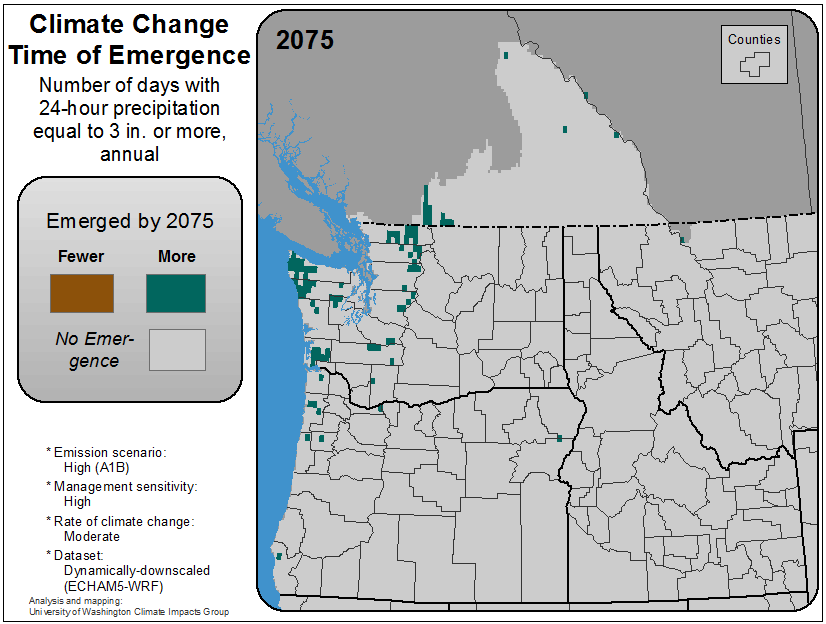 Climate Change
Time of Emergence
Number of days with
24-hour precipitation
equal to 3 in. or more,
annual
Emerged by 2075
Fewer
More
No Emer-
gence
* Emission scenario:
High (A1B)
* Management sensitivity:
High
* Rate of climate change:
Moderate
* Dataset:
Dynamically-downscaled
(ECHAM5-WRF)
Analysis and mapping:
University of Washington Climate Impacts Group
2075
Counties